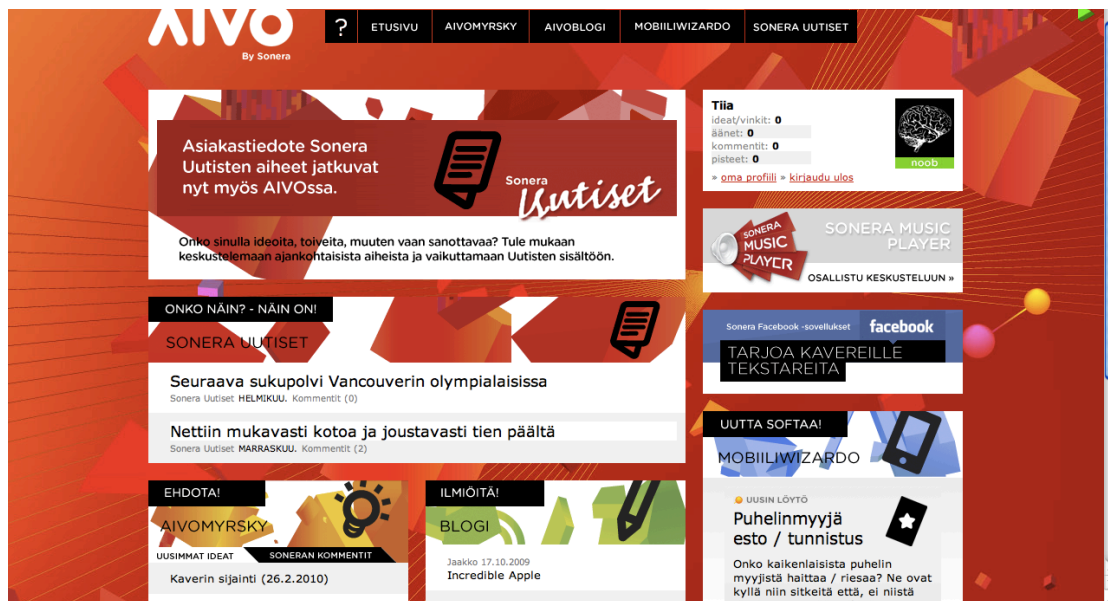 AIVO
By Sonera
?
ETUSIVU
AIVOMYRSKY
AIVOBLOGI
MOBIILIWIZARDO
SONERA UUTISET
Asiakastiedote Sonera
Uutisten aiheet jatkuvat
nyt myös AIVOssa.
Sonera
Uutiset
Onko sinulla ideoita, toiveita, muuten vaan sanottavaa? Tule mukaan
keskustelemaan ajankohtaisista aiheista ja vaikuttamaan Uutisten sisältöön.
Tiia
ideat/vinkit: 0
äänet: 0
kommentit: 0
pisteet: 0
» oma profiili » kirjaudu ulos
noob
SONERA
MUSIC
PLAYER
SONERA MUSIC
PLAYER
OSALLISTU KESKUSTELUUN »
ONKO NÄIN? - NÄIN ON!
SONERA UUTISET
Seuraava sukupolvi Vancouverin olympialaisissa
Sonera Uutiset HELMIKUU. Kommentit (0)
Nettiin mukavasti kotoa ja joustavasti tien päältä
Sonera Uutiset MARRASKUU. Kommentit (2)
Sonera Facebook -sovellukset
facebook
TARJOA KAVEREILLE
TEKSTAREITA
EHDOTA!
AIVOMYRSKY
UUSIMMAT IDEAT
SONERAN KOMMENTIT
Kaverin sijainti (26.2.2010)
ILMIÖITÄ!
BLOGI
Jaakko 17.10.2009
Incredible Apple
UUTTA SOFTAA!
MOBIILIWIZARDO
UUSIN LÖYTÖ
Puhelinmyyjä
esto / tunnistus
Onko kaikenlaisista puhelin
myyjistä haittaa / riesaa? Ne ovat
kyllä niin sitkeitä että, ei niistä